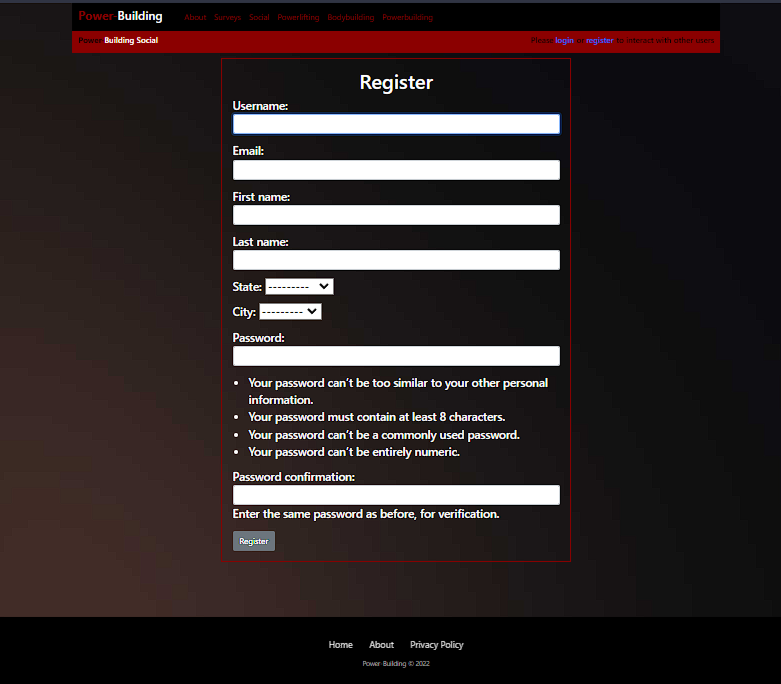 Power-Building About Surveys Social Powerlifting Bodybuilding Powerbuilding
Power-Building Social Please login or register to interact with other users
Register
Username:
Email:
First name:
Last name:
State: ---------
City: ---------
Password:
• Your password can't be too similar to your other personal
information.
• Your password must contain at least 8 characters.
• Your password can't be a commonly used password.
• Your password can't be entirely numeric.
Password confirmation:
Enter the same password as before, for verification.
Register
Home About Privacy Policy
Power-Building © 2022